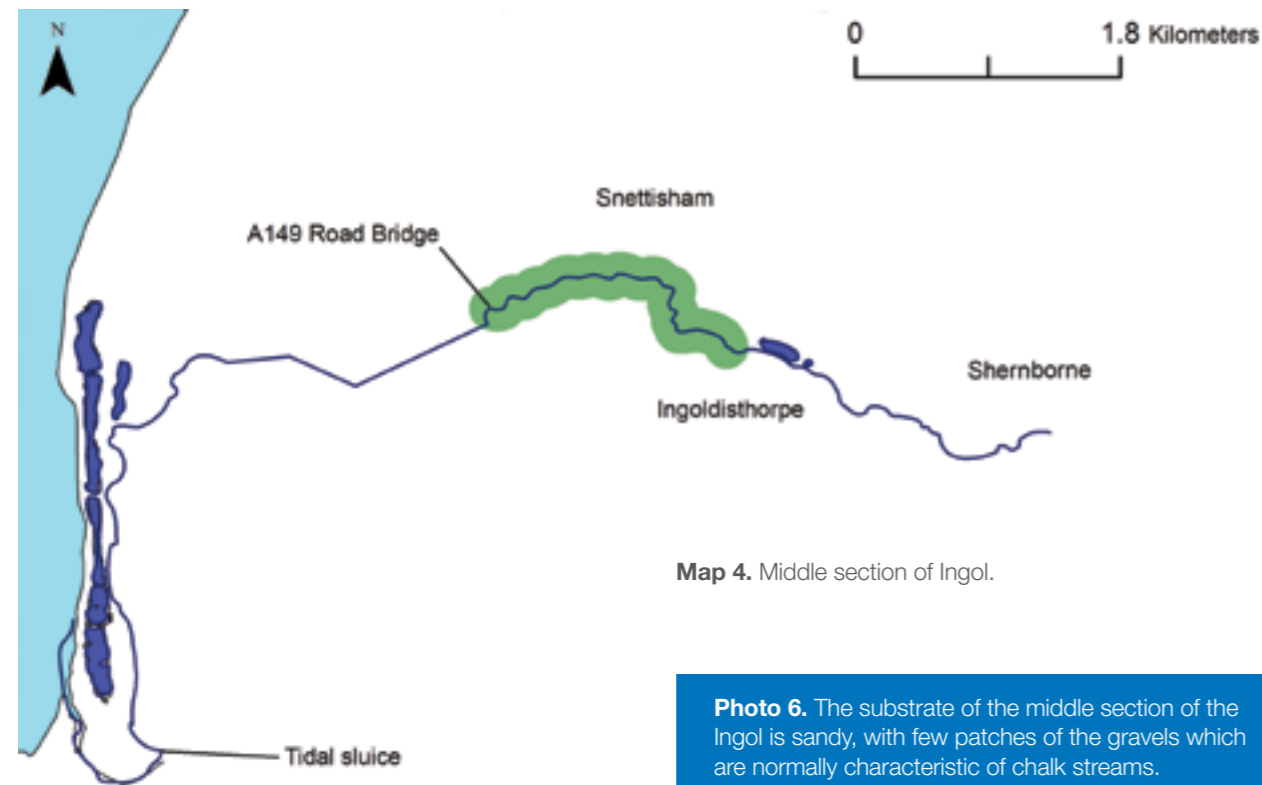 N
0 1.8 Kilometers
Snettisham
A149 Road Bridge
Shernborne
Ingoldisthorpe
Map 4. Middle section of Ingol.
Photo 6. The substrate of the middle section of the
Ingol is sandy, with few patches of the gravels which
are normally characteristic of chalk streams.
Tidal sluice